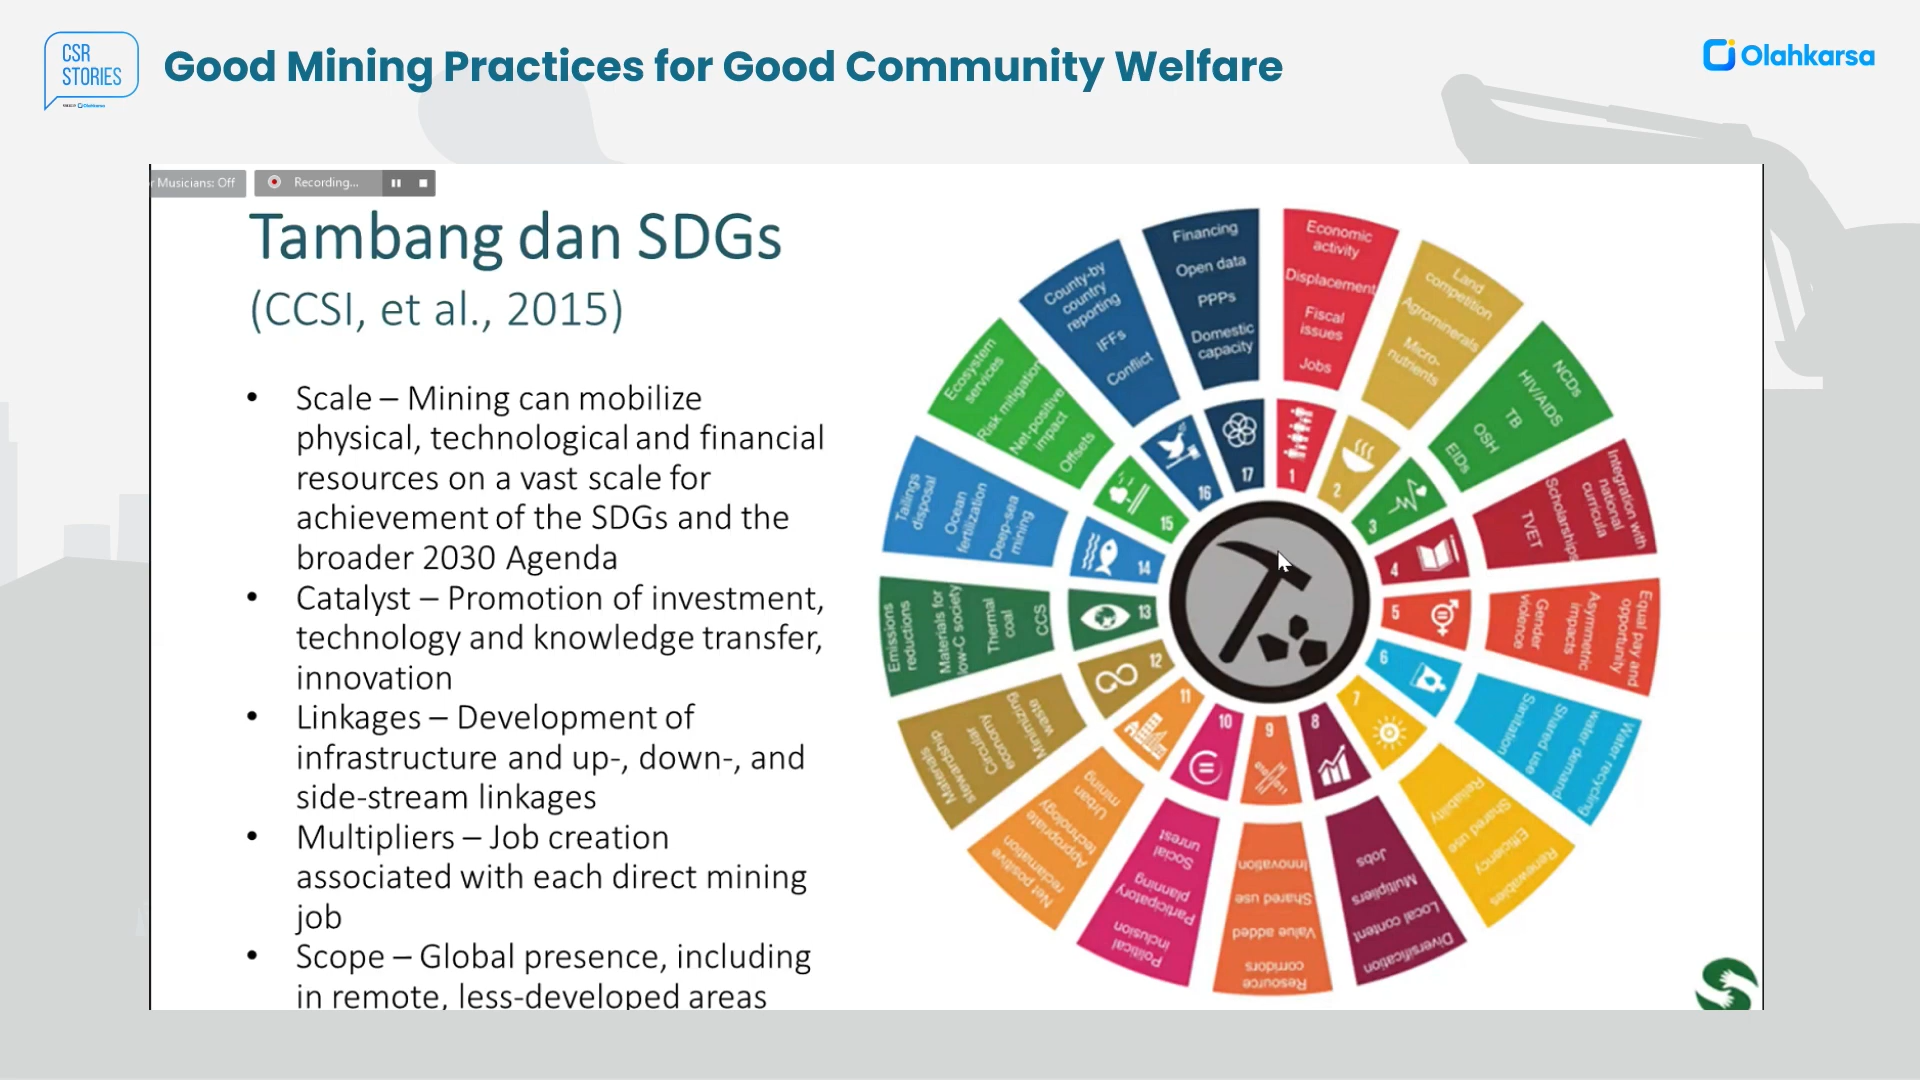 CSR
STORIES
Good Mining Practices for Good Community Welfare
Olahkarsa
r Musicians: Off
Recording...
Tambang dan SDGs
(CCSI, et al., 2015)
• Scale – Mining can mobilize
physical, technological and financial
resources on a vast scale for
achievement of the SDGs and the
broader 2030 Agenda
• Catalyst – Promotion of investment,
technology and knowledge transfer,
innovation
• Linkages – Development of
infrastructure and up-, down-, and
side-stream linkages
• Multipliers – Job creation
associated with each direct mining
job
• Scope – Global presence, including
in remote, less-developed areas
Economic
activity
Displacement
Fiscal
issues
Jobs
1
Land
competition
Agrominerals
Micro-
nutrients
2
NCDs
HIV/AIDS
TB
OSH
EIDs
3
Integration with
national
curricula
Scholarships
TVET
4
Equal pay and
opportunity
Asymmetric
impacts
Gender
violence
5
Water recycling
water demand
Shared use
Sanitation
6
Renewables
Efficiency
Shared use
Reliability
7
Diversification
Local content
Multipliers
Jobs
8
Resource
corridors
Value added
Shared use
Innovation
9
Political
inclusion
Participatory
planning
Social
unrest
10
Net positive
reclamation
Appropriate
technology
Urban
mining
11
Materials
stewardship
Circular
economy
Minimizing
waste
12
Emissions
reductions
Materials for
low-C society
Thermal
coal
CCS
13
Tailings
disposal
Ocean
fertilization
Deep-sea
mining
14
Ecosystem
services
Risk mitigation
Net-positive
impact
Offsets
15
County-by
country
reporting
IFFs
Conflict
16
Financing
Open data
PPPs
Domestic
capacity
17